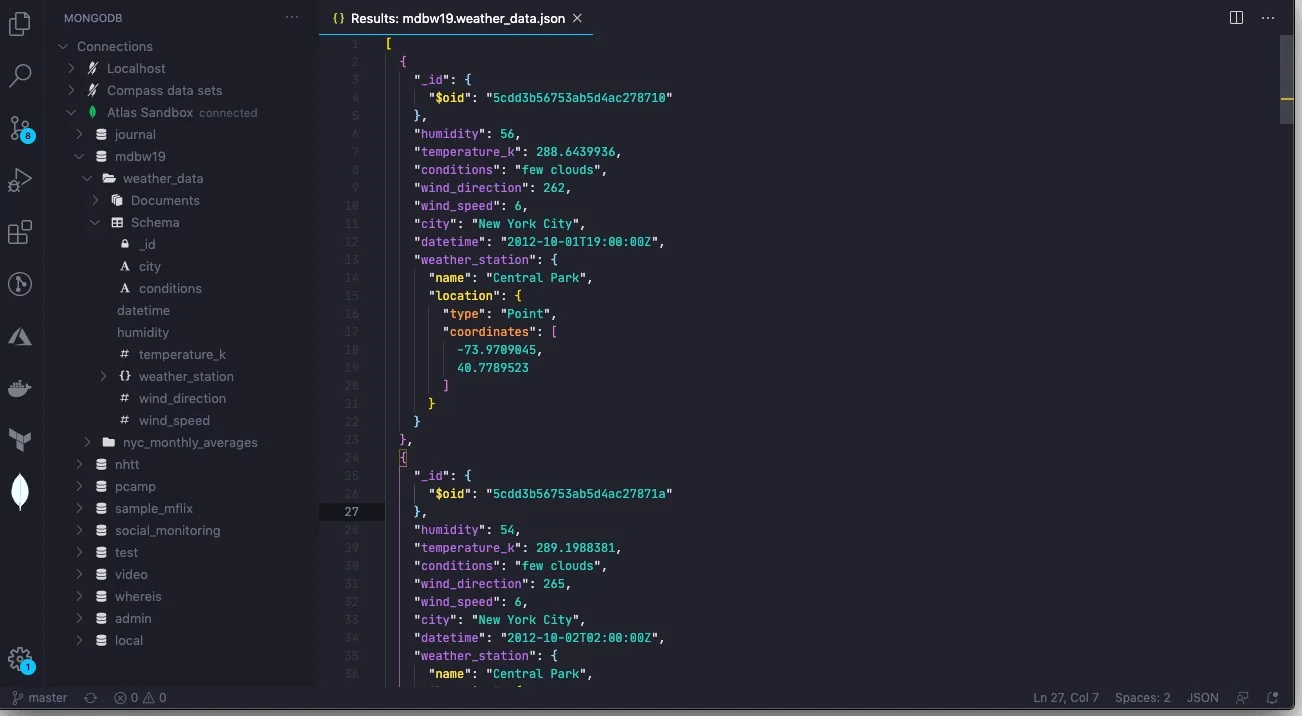 MONGODB
Connections
Localhost
Compass data sets
Atlas Sandbox connected
journal
mdbw19
weather_data
Documents
Schema
_id
A city
A conditions
datetime
humidity
# temperature_k
{} weather_station
# wind_direction
# wind_speed
nyc_monthly_averages
nhtt
pcamp
sample_mflix
social_monitoring
test
video
whereis
admin
local
8
1
{} Results: mdbw19.weather_data.json
1 [
2 {
3 "_id": {
4 "$oid": "5cdd3b56753ab5d4ac278710"
5 },
6 "humidity": 56,
7 "temperature_k": 288.6439936,
8 "conditions": "few clouds",
9 "wind_direction": 262,
10 "wind_speed": 6,
11 "city": "New York City",
12 "datetime": "2012-10-01T19:00:00Z",
13 "weather_station": {
14 "name": "Central Park",
15 "location": {
16 "type": "Point",
17 "coordinates": [
18 -73.9709045,
19 40.7789523
20 ]
21 }
22 }
23 },
24 {
25 "_id": {
26 "$oid": "5cdd3b56753ab5d4ac27871a"
27 },
28 "humidity": 54,
29 "temperature_k": 289.1988381,
30 "conditions": "few clouds",
31 "wind_direction": 265,
32 "wind_speed": 6,
33 "city": "New York City",
34 "datetime": "2012-10-02T02:00:00Z",
35 "weather_station": {
36 "name": "Central Park",
master 0 0 Ln 27, Col 7 Spaces: 2 JSON